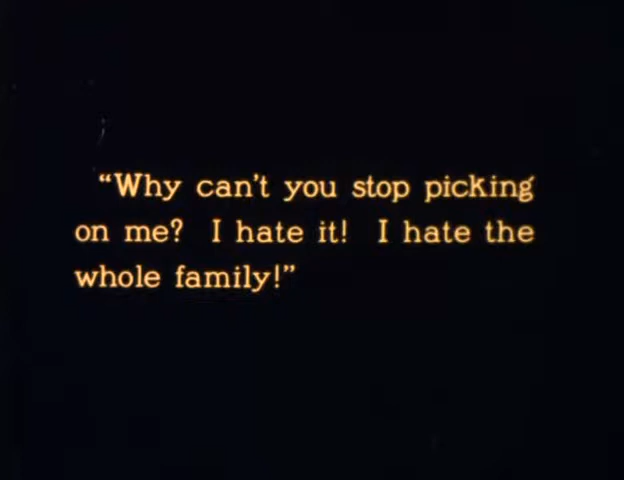 “Why can't you stop picking
on me? I hate it! I hate the
whole family!”